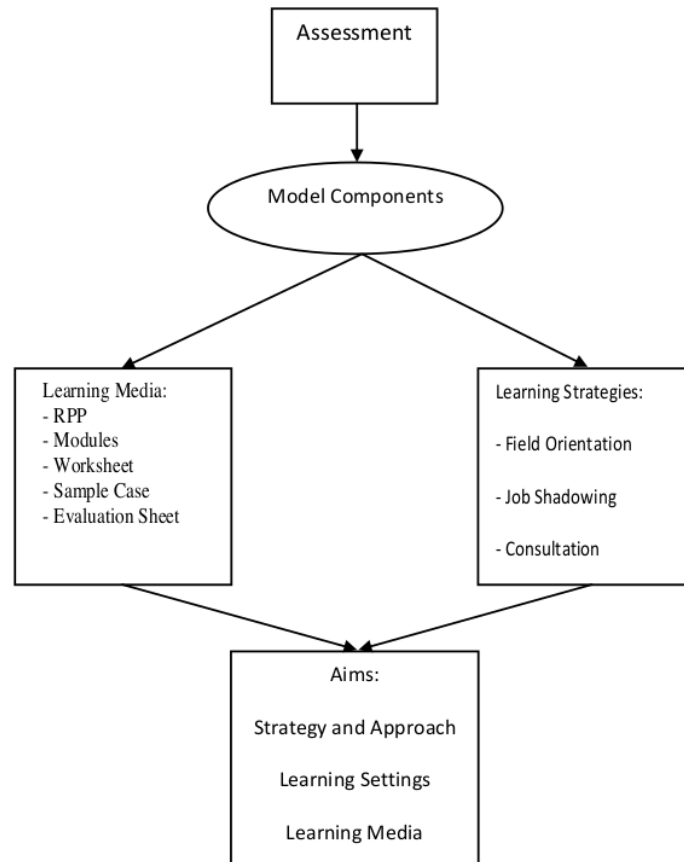 Assessment
Model Components
Learning Media:
- RPP
- Modules
- Worksheet
- Sample Case
- Evaluation Sheet
Learning Strategies:
- Field Orientation
- Job Shadowing
- Consultation
Aims:
Strategy and Approach
Learning Settings
Learning Media